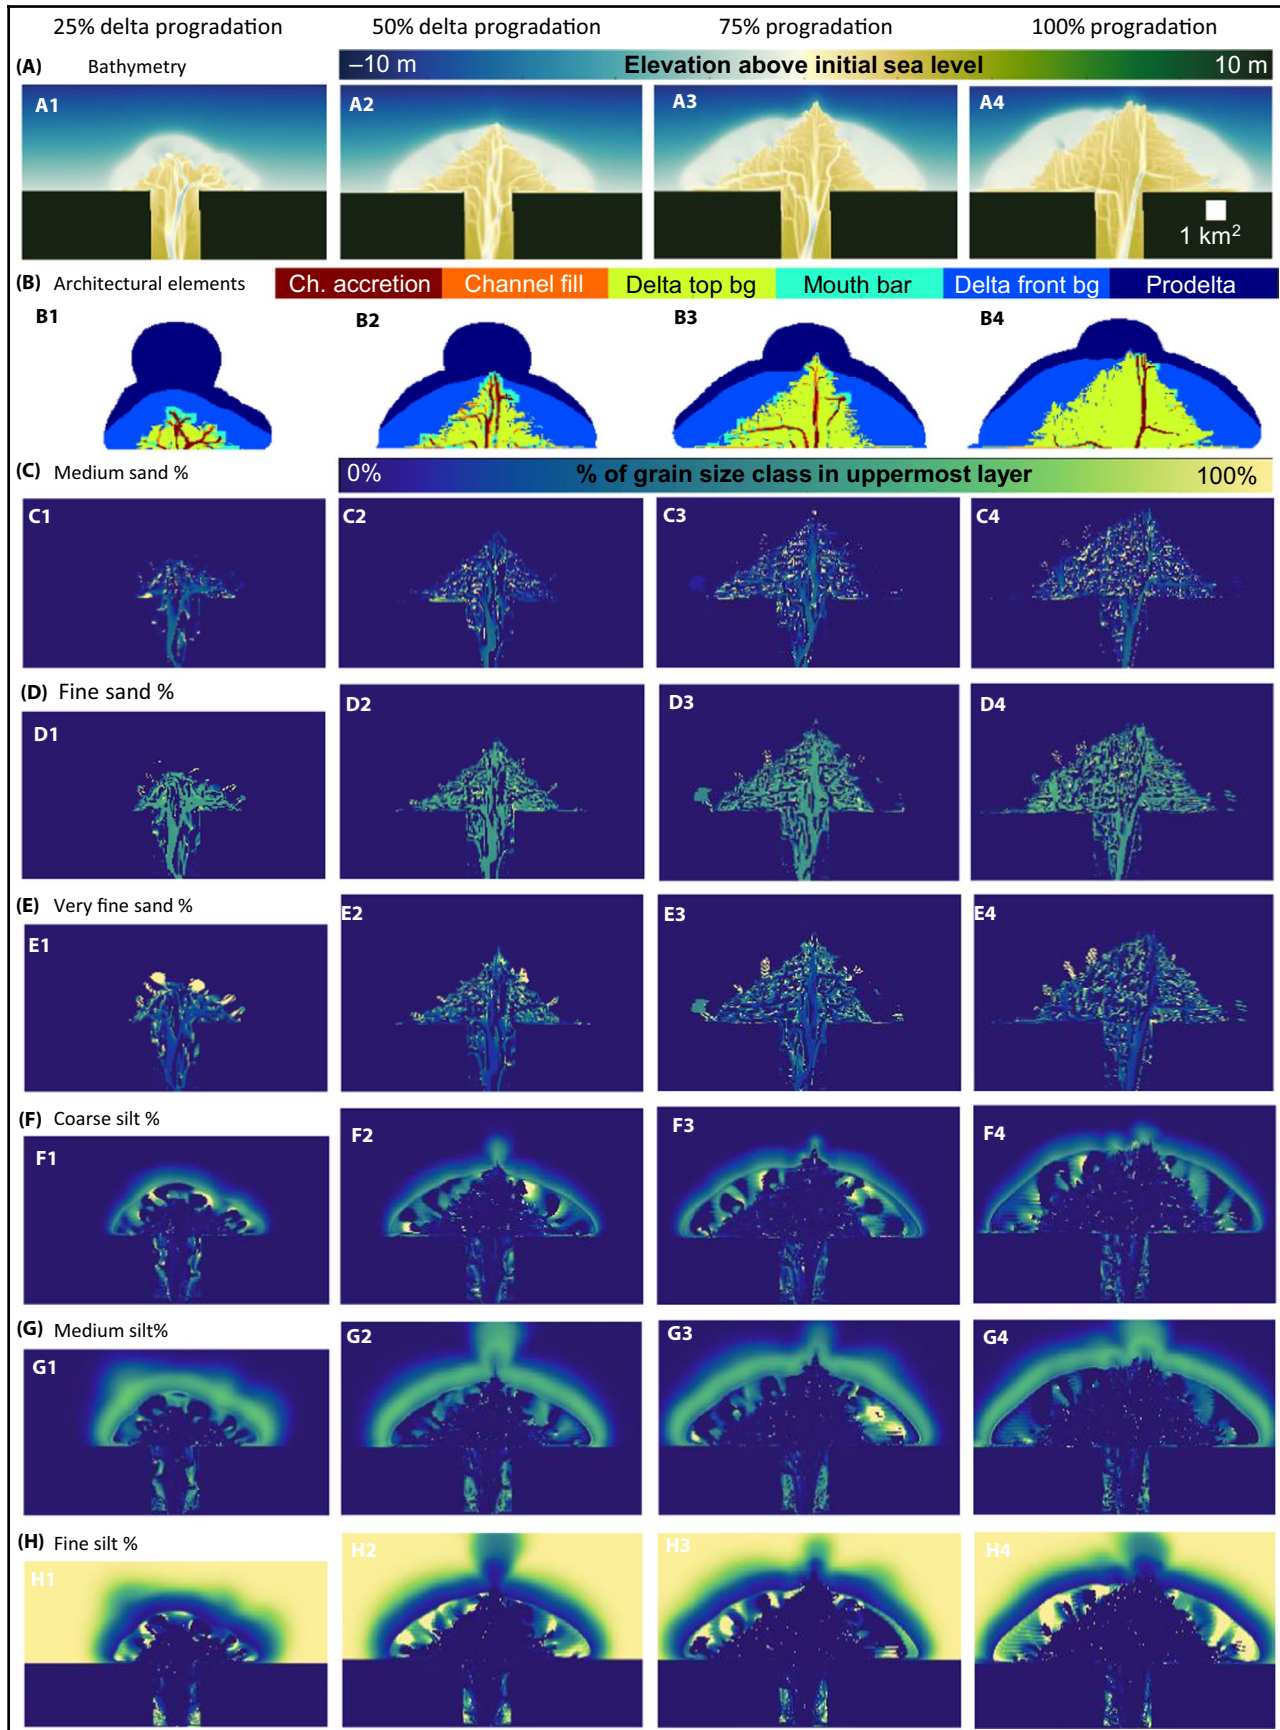 25% delta progradation 50% delta progradation 75% progradation 100% progradation
(A) Bathymetry −10 m Elevation above initial sea level 10 m
A1 A2 A3 A4
1 km²
(B) Architectural elements Ch. accretion Channel fill Delta top bg Mouth bar Delta front bg Prodelta
B1 B2 B3 B4
(C) Medium sand % 0% % of grain size class in uppermost layer 100%
C1 C2 C3 C4
(D) Fine sand %
D1 D2 D3 D4
(E) Very fine sand %
E1 E2 E3 E4
(F) Coarse silt %
F1 F2 F3 F4
(G) Medium silt%
G1 G2 G3 G4
(H) Fine silt %
H1 H2 H3 H4